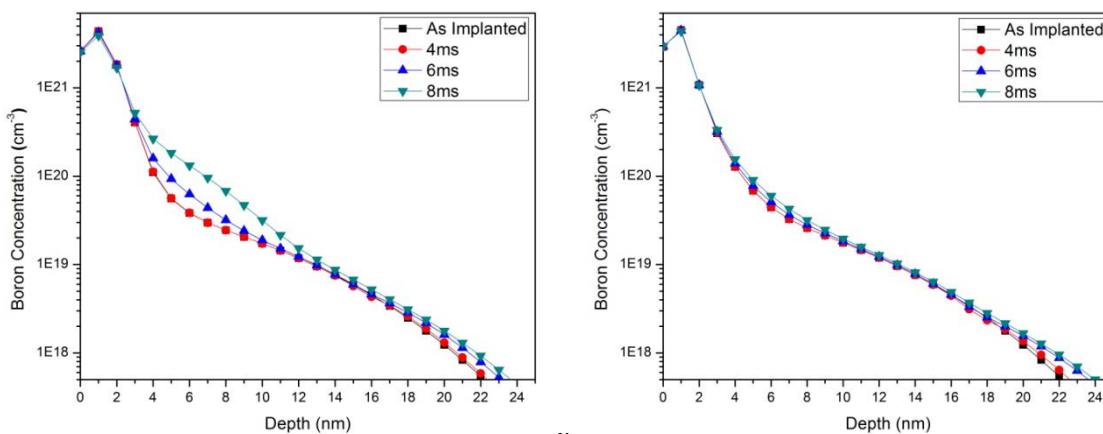 As Implanted
4ms
6ms
8ms
1E21
1E20
1E19
1E18
Boron Concentration (cm⁻³)
0 2 4 6 8 10 12 14 16 18 20 22 24
Depth (nm)
As Implanted
4ms
6ms
8ms
1E21
1E20
1E19
1E18
Boron Concentration (cm⁻³)
0 2 4 6 8 10 12 14 16 18 20 22 24
Depth (nm)